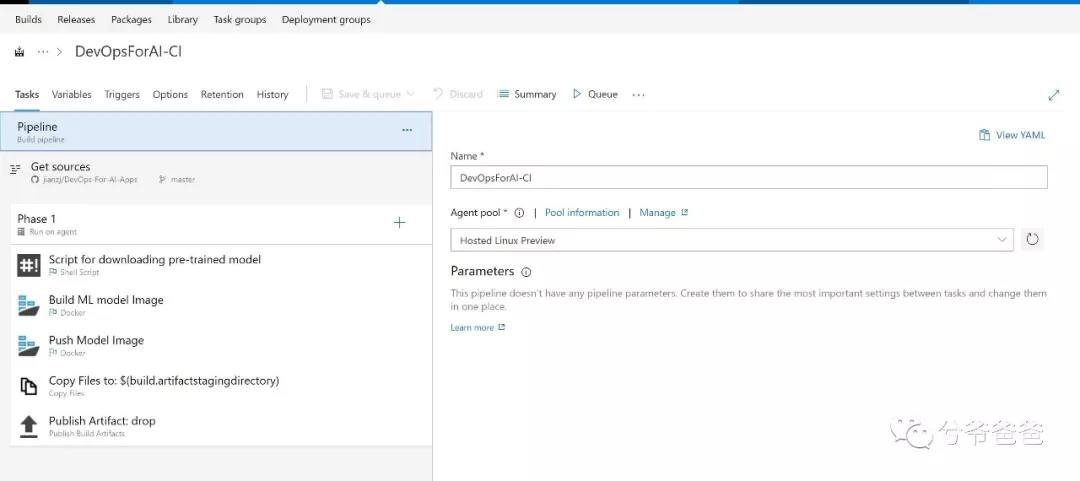 Builds Releases Packages Library Task groups Deployment groups
... > DevOpsForAI-CI
Tasks Variables Triggers Options Retention History Save & queue Discard Summary Queue ...
Pipeline ...
Build pipeline
View YAML
Get sources
jianzj/DevOps-For-AI-Apps master
Name *
DevOpsForAI-CI
Agent pool * | Pool information | Manage
Hosted Linux Preview
Phase 1 +
Run on agent
Script for downloading pre-trained model
Shell Script
Build ML model Image
Docker
Push Model Image
Docker
Copy Files to: $(build.artifactstagingdirectory)
Copy Files
Publish Artifact: drop
Publish Build Artifacts
Parameters
This pipeline doesn't have any pipeline parameters. Create them to share the most important settings between tasks and change them
in one place.
Learn more
兮爷爸爸